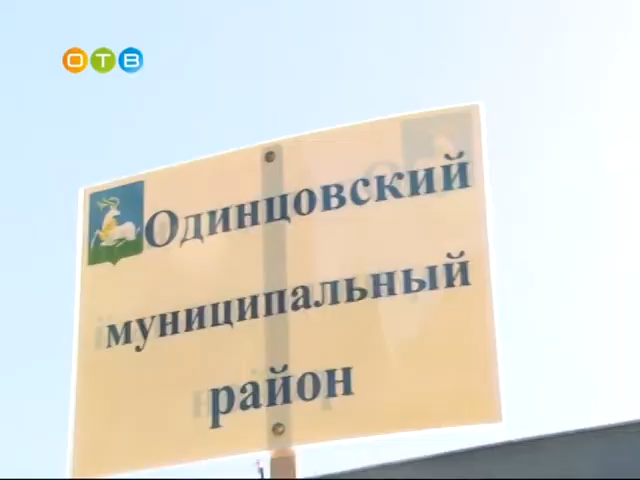 ОТВ
Одинцовский
муниципальный
район